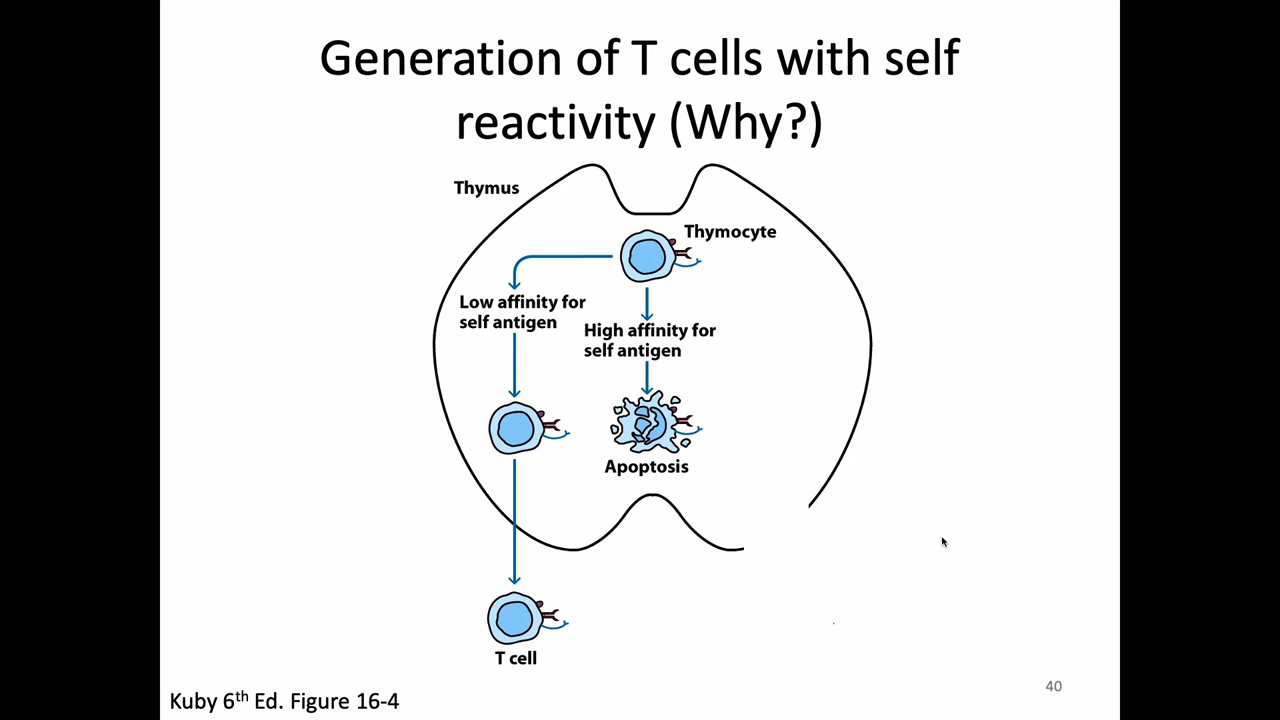 Generation of T cells with self
reactivity (Why?)
Thymus
Thymocyte
Low affinity for
self antigen
High affinity for
self antigen
Apoptosis
T cell
Kuby 6th Ed. Figure 16-4
40